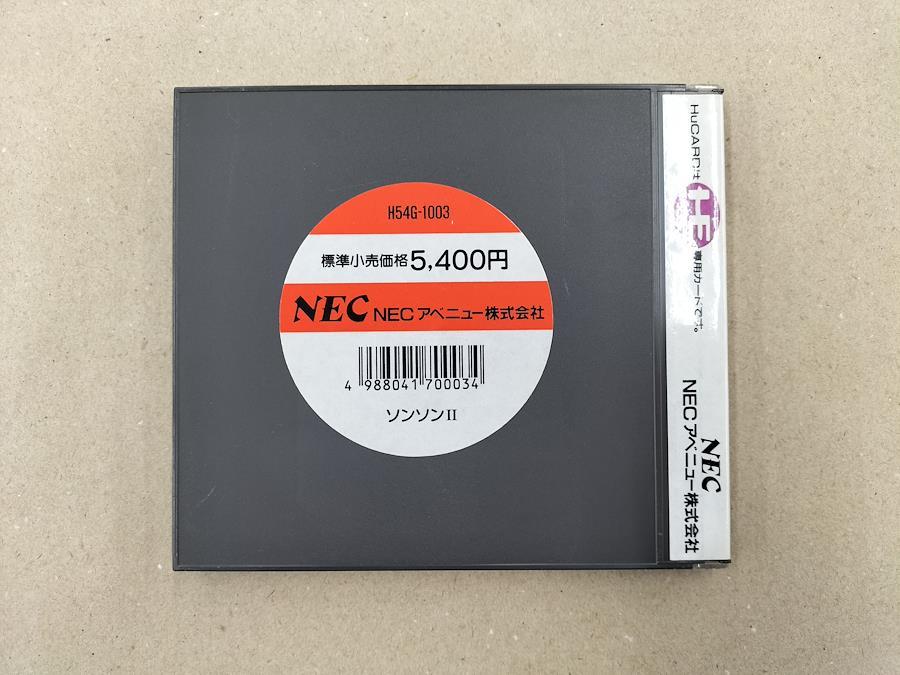 H54G-1003
標準小売価格5,400円
NEC NECアベニュー株式会社
4 988041 700034
ソンソンII
HuCARDは
HE
専用カードです。
NEC
NECアベニュー株式会社